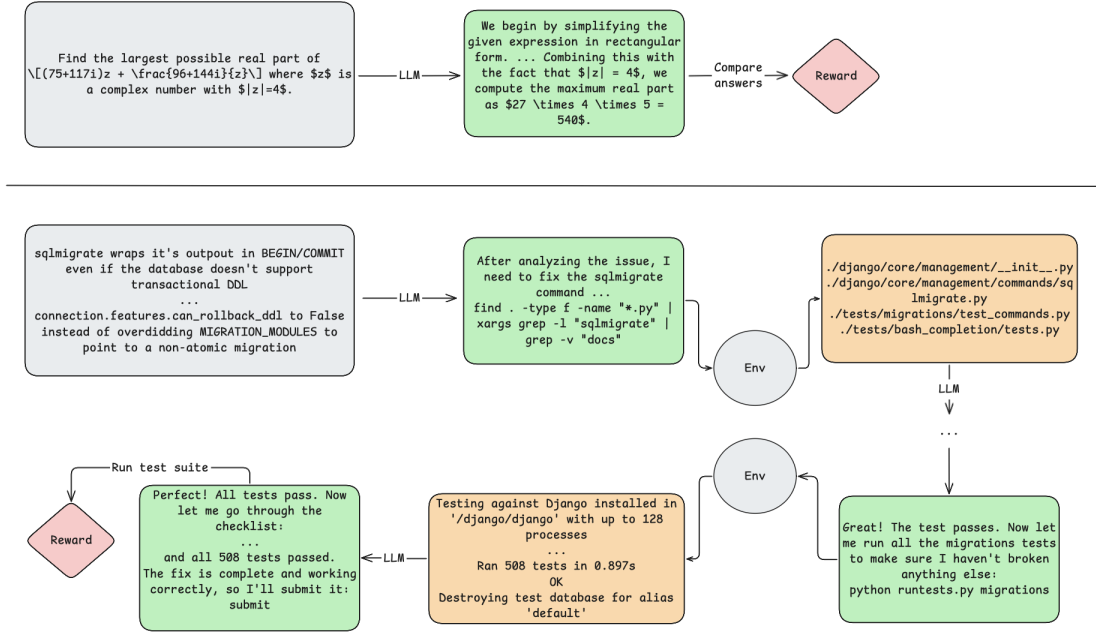 Find the largest possible real part of
\[(75+117i)z + \frac{96+144i}{z}\] where $z$ is
a complex number with $|z|=4$.
LLM
We begin by simplifying the
given expression in rectangular
form. ... Combining this with
the fact that $|z| = 4$, we
compute the maximum real part
as $27 \times 4 \times 5 =
540$.
Compare
answers
Reward
sqlmigrate wraps it's outpout in BEGIN/COMMIT
even if the database doesn't support
transactional DDL
...
connection.features.can_rollback_ddl to False
instead of overdidding MIGRATION_MODULES to
point to a non-atomic migration
LLM
After analyzing the issue, I
need to fix the sqlmigrate
command ...
find . -type f -name "*.py" |
xargs grep -l "sqlmigrate" |
grep -v "docs"
Env
./django/core/management/__init__.py
./django/core/management/commands/sq
lmigrate.py
./tests/migrations/test_commands.py
./tests/bash_completion/tests.py
LLM
...
Great! The test passes. Now let
me run all the migrations tests
to make sure I haven't broken
anything else:
python runtests.py migrations
Env
Testing against Django installed in
'/django/django' with up to 128
processes
...
Ran 508 tests in 0.897s
OK
Destroying test database for alias
'default'
LLM
Perfect! All tests pass. Now
let me go through the
checklist:
...
and all 508 tests passed.
The fix is complete and working
correctly, so I'll submit it:
submit
Run test suite
Reward